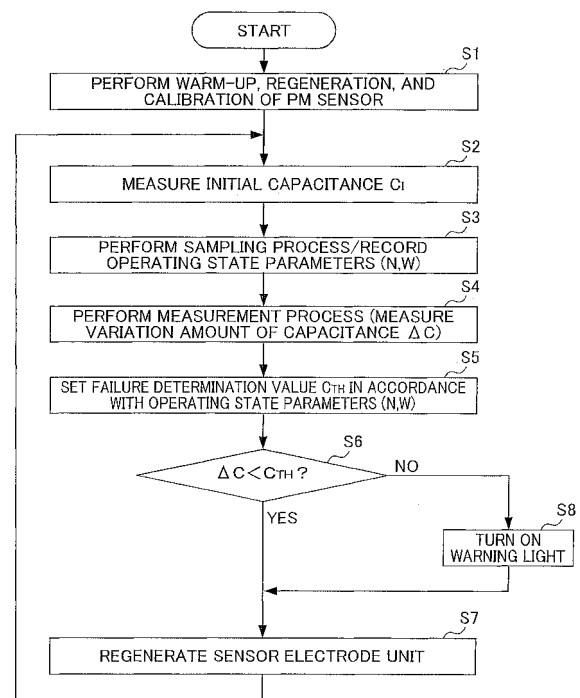 START
S1
PERFORM WARM-UP, REGENERATION, AND
CALIBRATION OF PM SENSOR
S2
MEASURE INITIAL CAPACITANCE CI
S3
PERFORM SAMPLING PROCESS/RECORD
OPERATING STATE PARAMETERS (N,W)
S4
PERFORM MEASUREMENT PROCESS (MEASURE
VARIATION AMOUNT OF CAPACITANCE ΔC)
S5
SET FAILURE DETERMINATION VALUE CTH IN ACCORDANCE
WITH OPERATING STATE PARAMETERS (N,W)
S6
ΔC<CTH?
NO
YES
S8
TURN ON
WARNING LIGHT
S7
REGENERATE SENSOR ELECTRODE UNIT